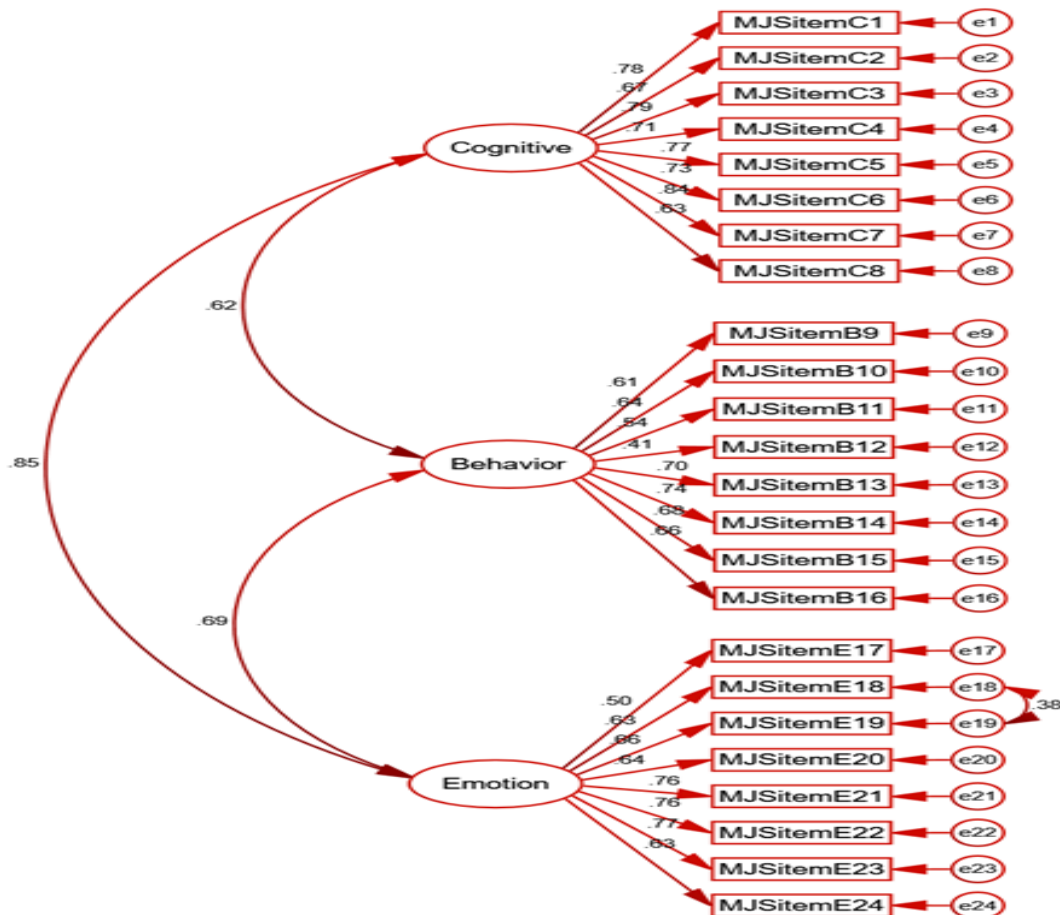 MJSitemC1 e1
.78
MJSitemC2 e2
.67
MJSitemC3 e3
.79
MJSitemC4 e4
.71
Cognitive
MJSitemC5 e5
.77
.73
MJSitemC6 e6
.84
.63
MJSitemC7 e7
MJSitemC8 e8
.62
MJSitemB9 e9
.61
MJSitemB10 e10
.64
MJSitemB11 e11
.54
MJSitemB12 e12
.41
.85
Behavior
.70
MJSitemB13 e13
.74
MJSitemB14 e14
.68
.66
MJSitemB15 e15
MJSitemB16 e16
.69
MJSitemE17 e17
.50
MJSitemE18 e18
.38
.63
MJSitemE19 e19
.66
MJSitemE20 e20
.64
Emotion
.76
MJSitemE21 e21
.76
MJSitemE22 e22
.77
.63
MJSitemE23 e23
MJSitemE24 e24